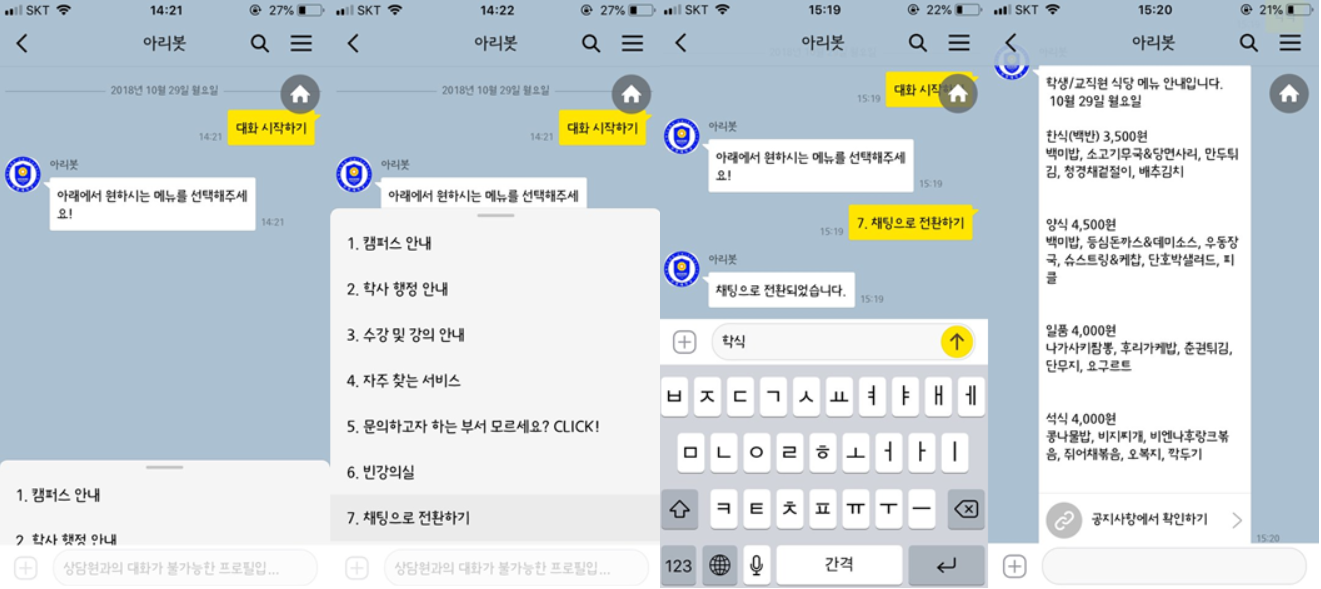 SKT 14:21 27%
아리봇
2018년 10월 29일 월요일
대화 시작하기
14:21
아리봇
아래에서 원하시는 메뉴를 선택해주세
요!
14:21
1. 캠퍼스 안내
2. 학사 행정 안내
상담원과의 대화가 불가능한 프로필입...
SKT 14:22 27%
아리봇
2018년 10월 29일 월요일
대화 시작하기
14:21
아리봇
아래에서 원하시는 메뉴를 선택해주세
1. 캠퍼스 안내
2. 학사 행정 안내
3. 수강 및 강의 안내
4. 자주 찾는 서비스
5. 문의하고자 하는 부서 모르세요? CLICK!
6. 빈강의실
7. 채팅으로 전환하기
상담원과의 대화가 불가능한 프로필입...
SKT 15:19 22%
아리봇
대화 시작
15:19
아리봇
아래에서 원하시는 메뉴를 선택해주세
요!
15:19
7. 채팅으로 전환하기
15:19
아리봇
채팅으로 전환되었습니다.
15:19
학식
ㅂ ㅈ ㄷ ㄱ ㅅ ㅛ ㅕ ㅑ ㅐ ㅔ
ㅁ ㄴ ㅇ ㄹ ㅎ ㅗ ㅓ ㅏ ㅣ
ㅋ ㅌ ㅊ ㅍ ㅠ ㅜ ㅡ
123 간격
SKT 15:20 21%
아리봇
학생/교직원 식당 메뉴 안내입니다.
10월 29일 월요일
한식(백반) 3,500원
백미밥, 소고기무국&당면사리, 만두튀
김, 청경채겉절이, 배추김치
양식 4,500원
백미밥, 등심돈까스&데미소스, 우동장
국, 슈스트링&케찹, 단호박샐러드, 피
클
일품 4,000원
나가사키짬뽕, 후리가케밥, 춘권튀김,
단무지, 요구르트
석식 4,000원
콩나물밥, 비지찌개, 비엔나후랑크볶
음, 쥐어채볶음, 오복지, 깍두기
공지사항에서 확인하기
15:20